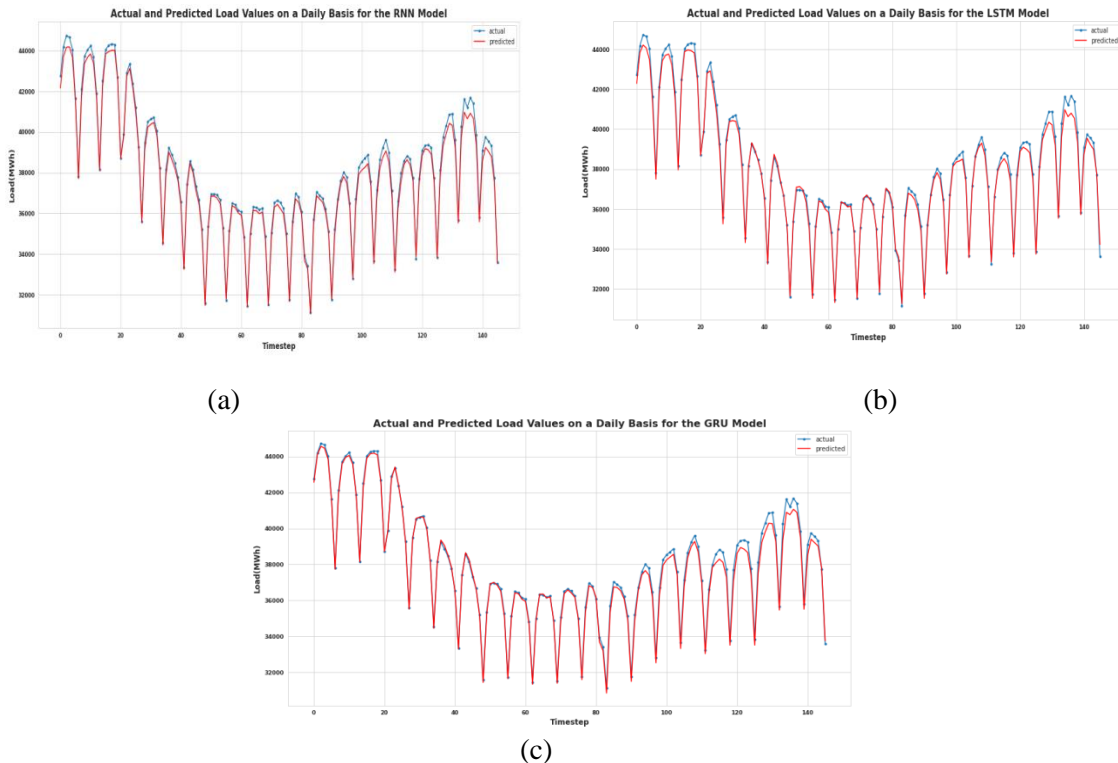 Actual and Predicted Load Values on a Daily Basis for the RNN Model
actual
predicted
Load(MWh)
44000
42000
40000
38000
36000
34000
32000
0 20 40 60 80 100 120 140
Timestep
(a)
Actual and Predicted Load Values on a Daily Basis for the LSTM Model
actual
predicted
Load(MWh)
44000
42000
40000
38000
36000
34000
32000
0 20 40 60 80 100 120 140
Timestep
(b)
Actual and Predicted Load Values on a Daily Basis for the GRU Model
actual
predicted
Load(MWh)
44000
42000
40000
38000
36000
34000
32000
0 20 40 60 80 100 120 140
Timestep
(c)